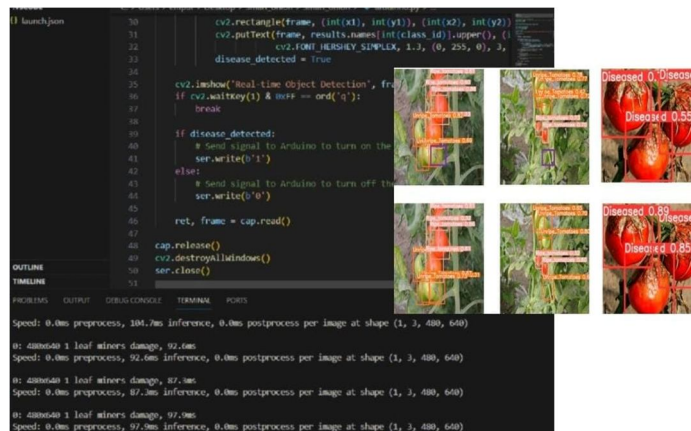 launch.json
30 cv2.rectangle(frame, (int(x1), int(y1)), (int(x2), int(y2))
31 cv2.putText(frame, results.names[int(class_id)].upper(), (i
32 cv2.FONT_HERSHEY_SIMPLEX, 1.3, (0, 255, 0), 3,
33 disease_detected = True
34
35 cv2.imshow('Real-time Object Detection', fra
36 if cv2.waitKey(1) & 0xFF == ord('q'):
37 break
38
39 if disease_detected:
40 # Send signal to Arduino to turn on the
41 ser.write(b'1')
42 else:
43 # Send signal to Arduino to turn off the
44 ser.write(b'0')
45
46 ret, frame = cap.read()
47
48 cap.release()
49 cv2.destroyAllWindows()
50 ser.close()
51
OUTLINE
TIMELINE
PROBLEMS OUTPUT DEBUG CONSOLE TERMINAL PORTS
Speed: 0.0ms preprocess, 104.7ms inference, 0.0ms postprocess per image at shape (1, 3, 480, 640)
0: 480x640 1 leaf miners damage, 92.6ms
Speed: 0.0ms preprocess, 92.6ms inference, 0.0ms postprocess per image at shape (1, 3, 480, 640)
0: 480x640 1 leaf miners damage, 87.3ms
Speed: 0.0ms preprocess, 87.3ms inference, 0.0ms postprocess per image at shape (1, 3, 480, 640)
0: 480x640 1 leaf miners damage, 97.9ms
Speed: 0.0ms preprocess, 97.9ms inference, 0.0ms postprocess per image at shape (1, 3, 480, 640)
Diseased 0.
Diseased 0.55
Diseased 0.89
Diseased 0.85